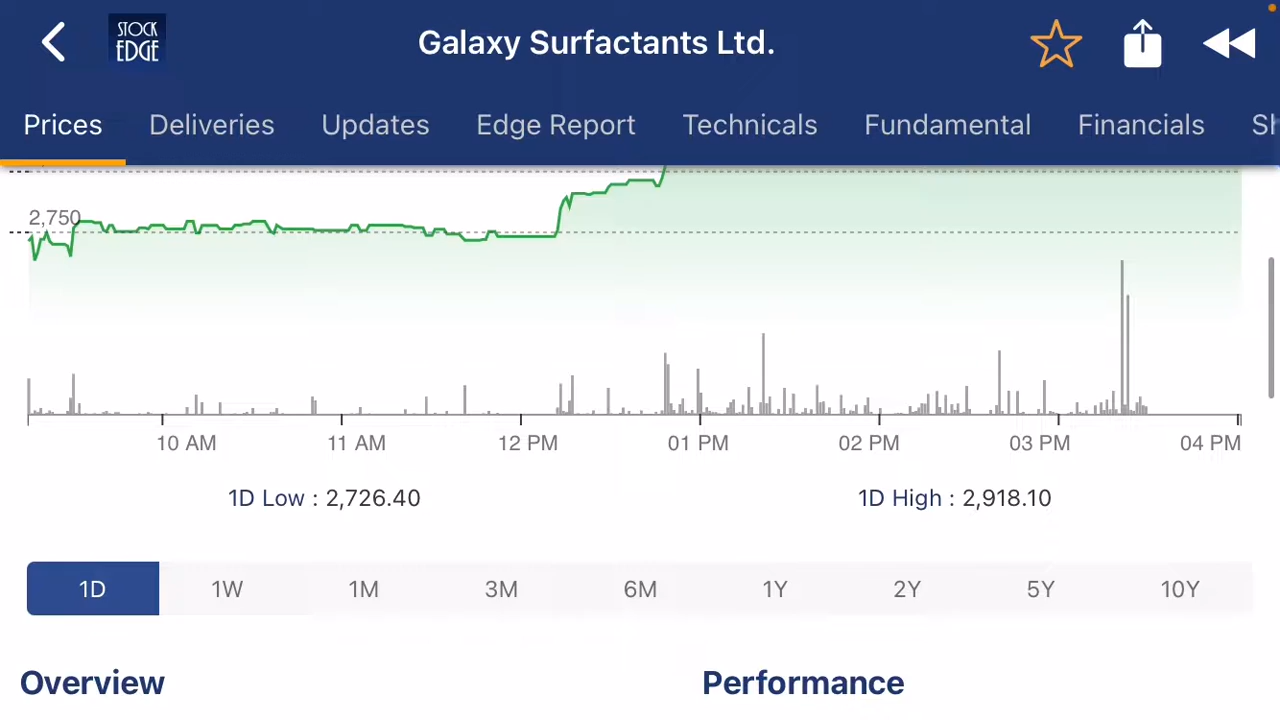 STOCK
EDGE
Galaxy Surfactants Ltd.
Prices Deliveries Updates Edge Report Technicals Fundamental Financials Sh
2,750
10 AM 11 AM 12 PM 01 PM 02 PM 03 PM 04 PM
1D Low : 2,726.40 1D High : 2,918.10
1D 1W 1M 3M 6M 1Y 2Y 5Y 10Y
Overview Performance